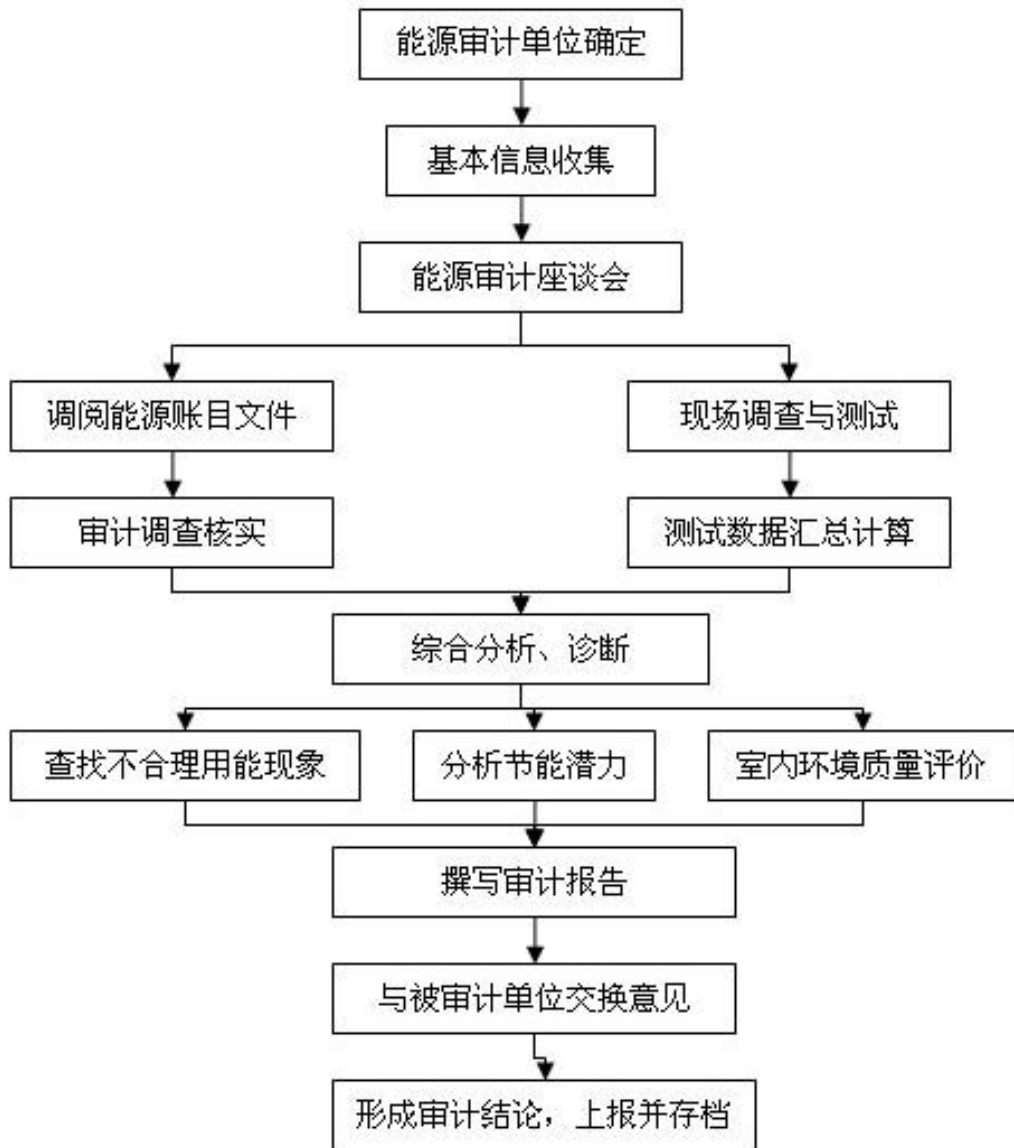 能源审计单位确定
基本信息收集
能源审计座谈会
调阅能源账目文件
现场调查与测试
审计调查核实
测试数据汇总计算
综合分析、诊断
查找不合理用能现象
分析节能潜力
室内环境质量评价
撰写审计报告
与被审计单位交换意见
形成审计结论，上报并存档